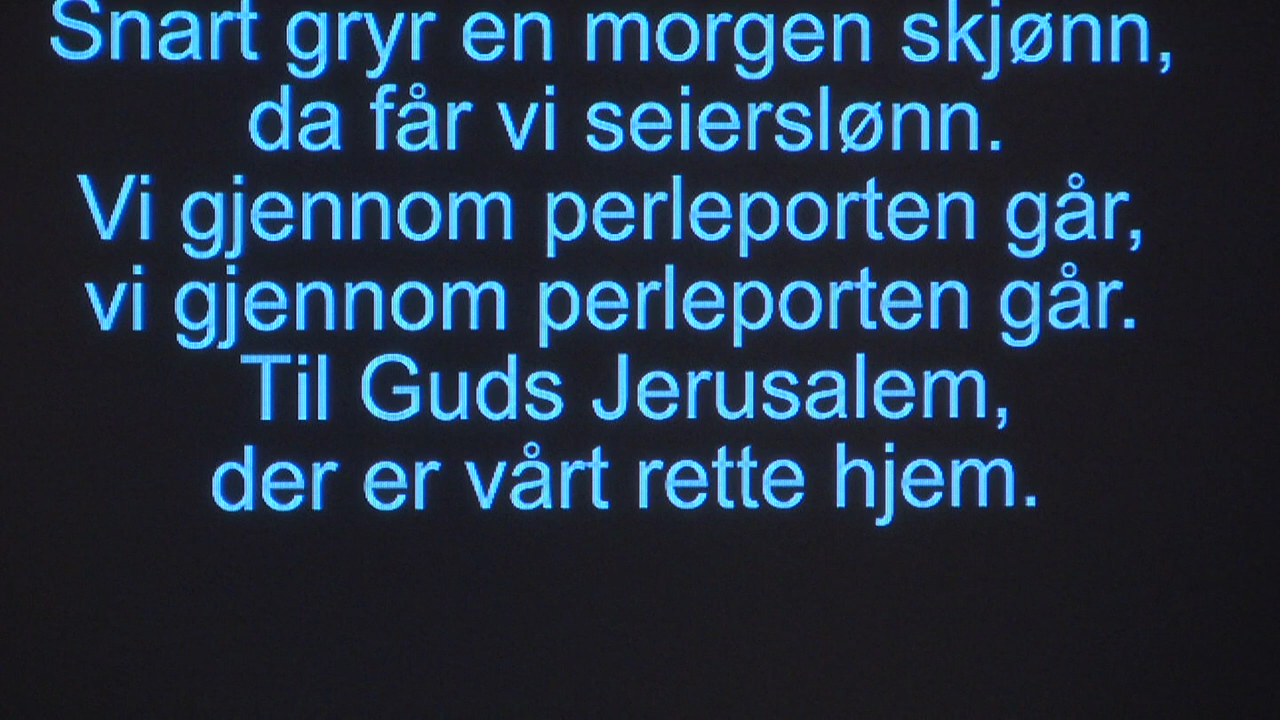 Snart gryr en morgen skjønn,
da får vi seierslønn.
Vi gjennom perleporten går,
vi gjennom perleporten går.
Til Guds Jerusalem,
der er vårt rette hjem.